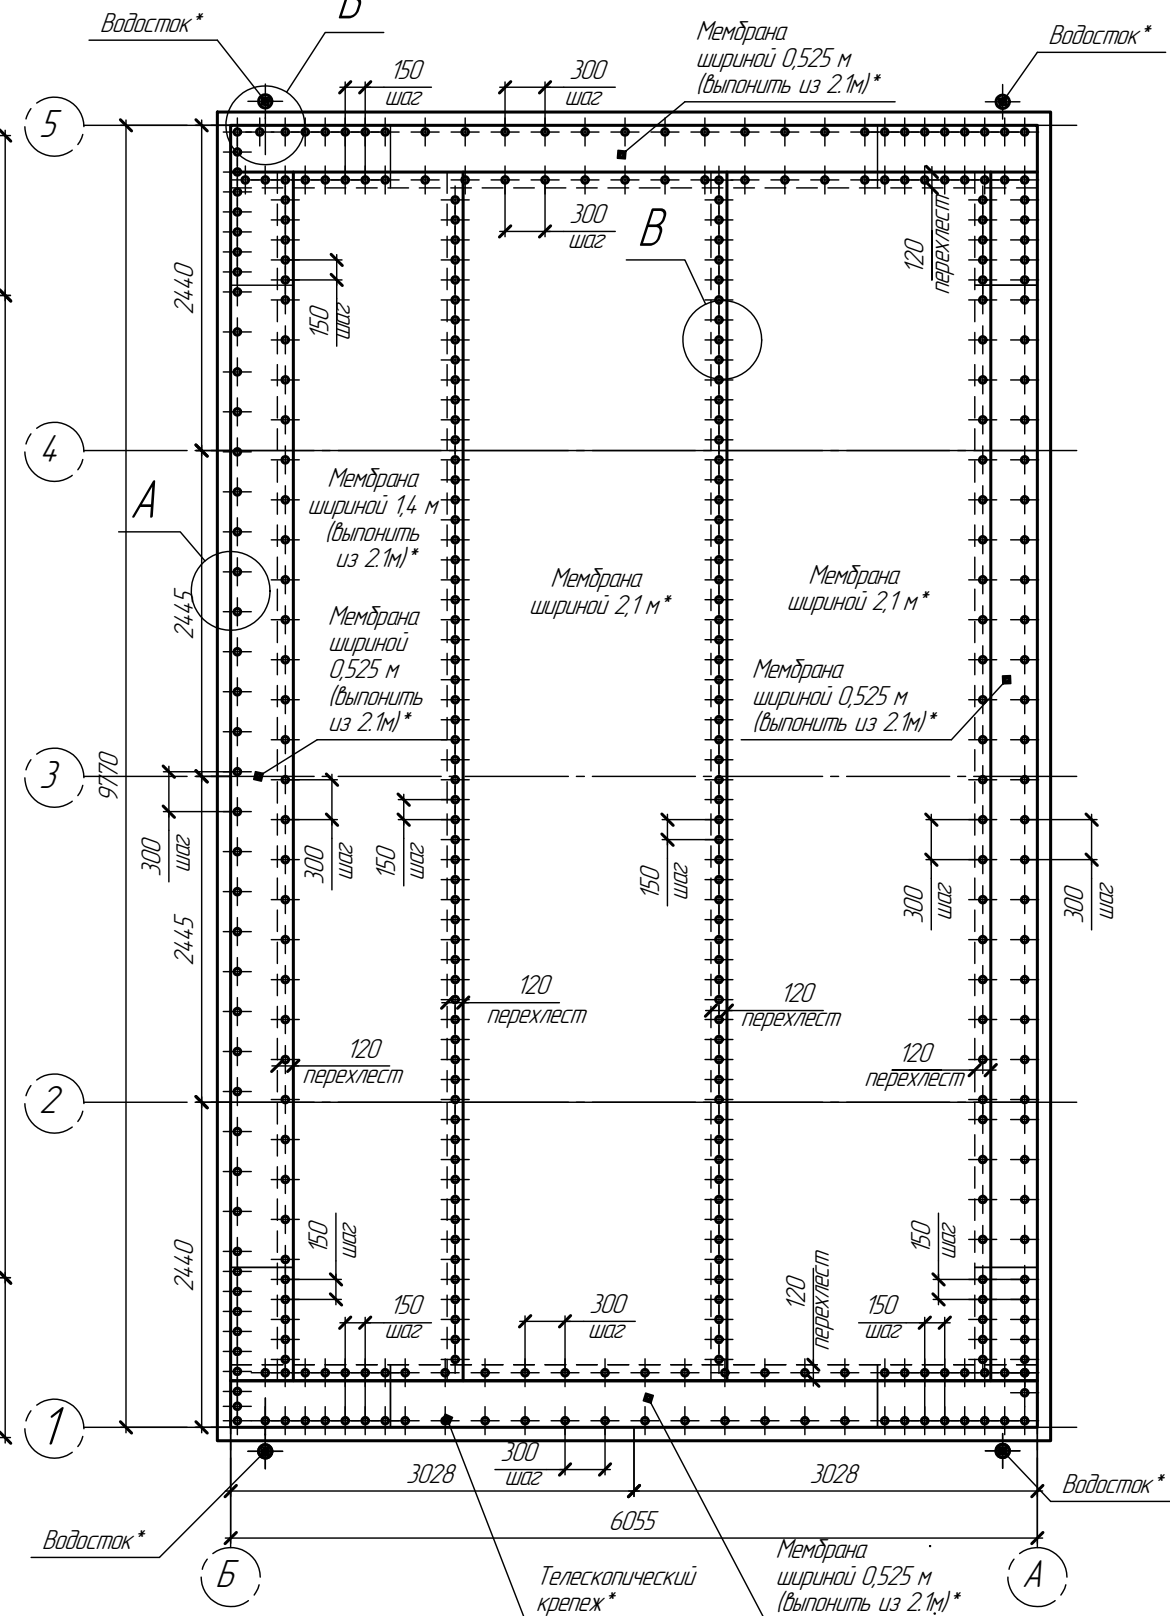 Б
Водосток*
150
шаг
300
шаг
Мембрана
шириной 0,525 м
(выпонить из 2.1м)*
Водосток*
5
300
шаг
В
120
перехлест
2440
150
шаг
4
А
Мембрана
шириной 1,4 м
(выпонить
из 2.1м)*
Мембрана
шириной 2,1 м*
Мембрана
шириной 2,1 м*
2445
Мембрана
шириной
0,525 м
(выпонить
из 2.1м)*
Мембрана
шириной 0,525 м
(выпонить из 2.1м)*
9770
3
300
шаг
300
шаг
150
шаг
150
шаг
300
шаг
300
шаг
2445
120
перехлест
120
перехлест
120
перехлест
120
перехлест
2
2440
150
шаг
150
шаг
120
перехлест
150
шаг
300
шаг
150
шаг
1
300
шаг
3028
3028
Водосток*
6055
Водосток*
Б
А
Телескопический
крепеж*
Мембрана
шириной 0,525 м
(выпонить из 2.1м)*